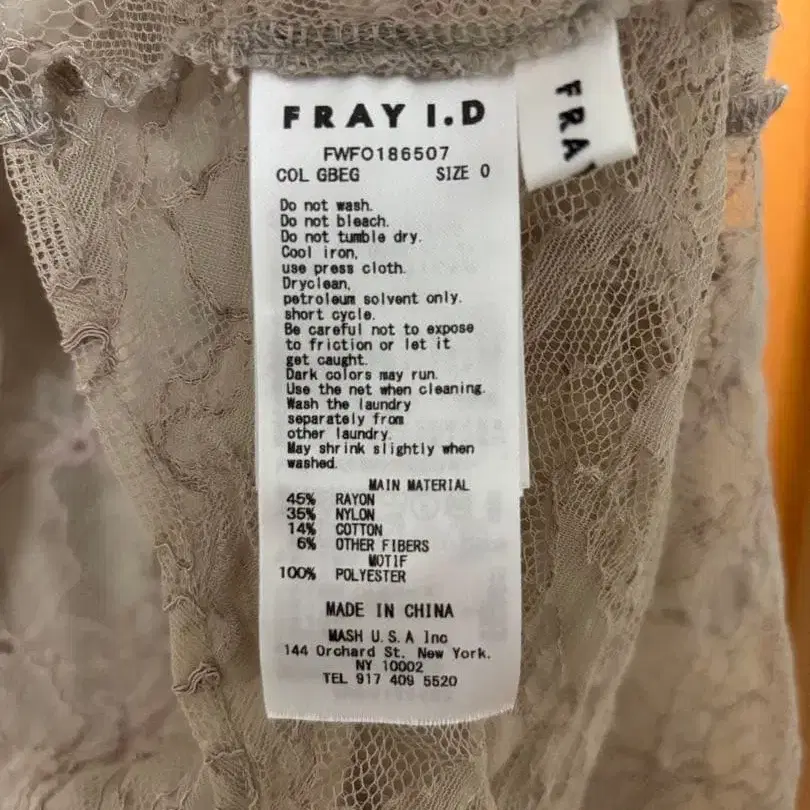 FRAY I.D
FRA
FWFO186507
COL GBEG SIZE 0
Do not wash.
Do not bleach.
Do not tumble dry.
Cool iron,
use press cloth.
Dryclean,
petroleum solvent only.
short cycle.
Be careful not to expose
to friction or let it
get caught.
Dark colors may run.
Use the net when cleaning.
Wash the laundry
separately from
other laundry.
May shrink slightly when
washed.
MAIN MATERIAL
45% RAYON
35% NYLON
14% COTTON
6% OTHER FIBERS
MOTIF
100% POLYESTER
MADE IN CHINA
MASH U.S.A Inc
144 Orchard St. New York.
NY 10002
TEL 917 409 5520